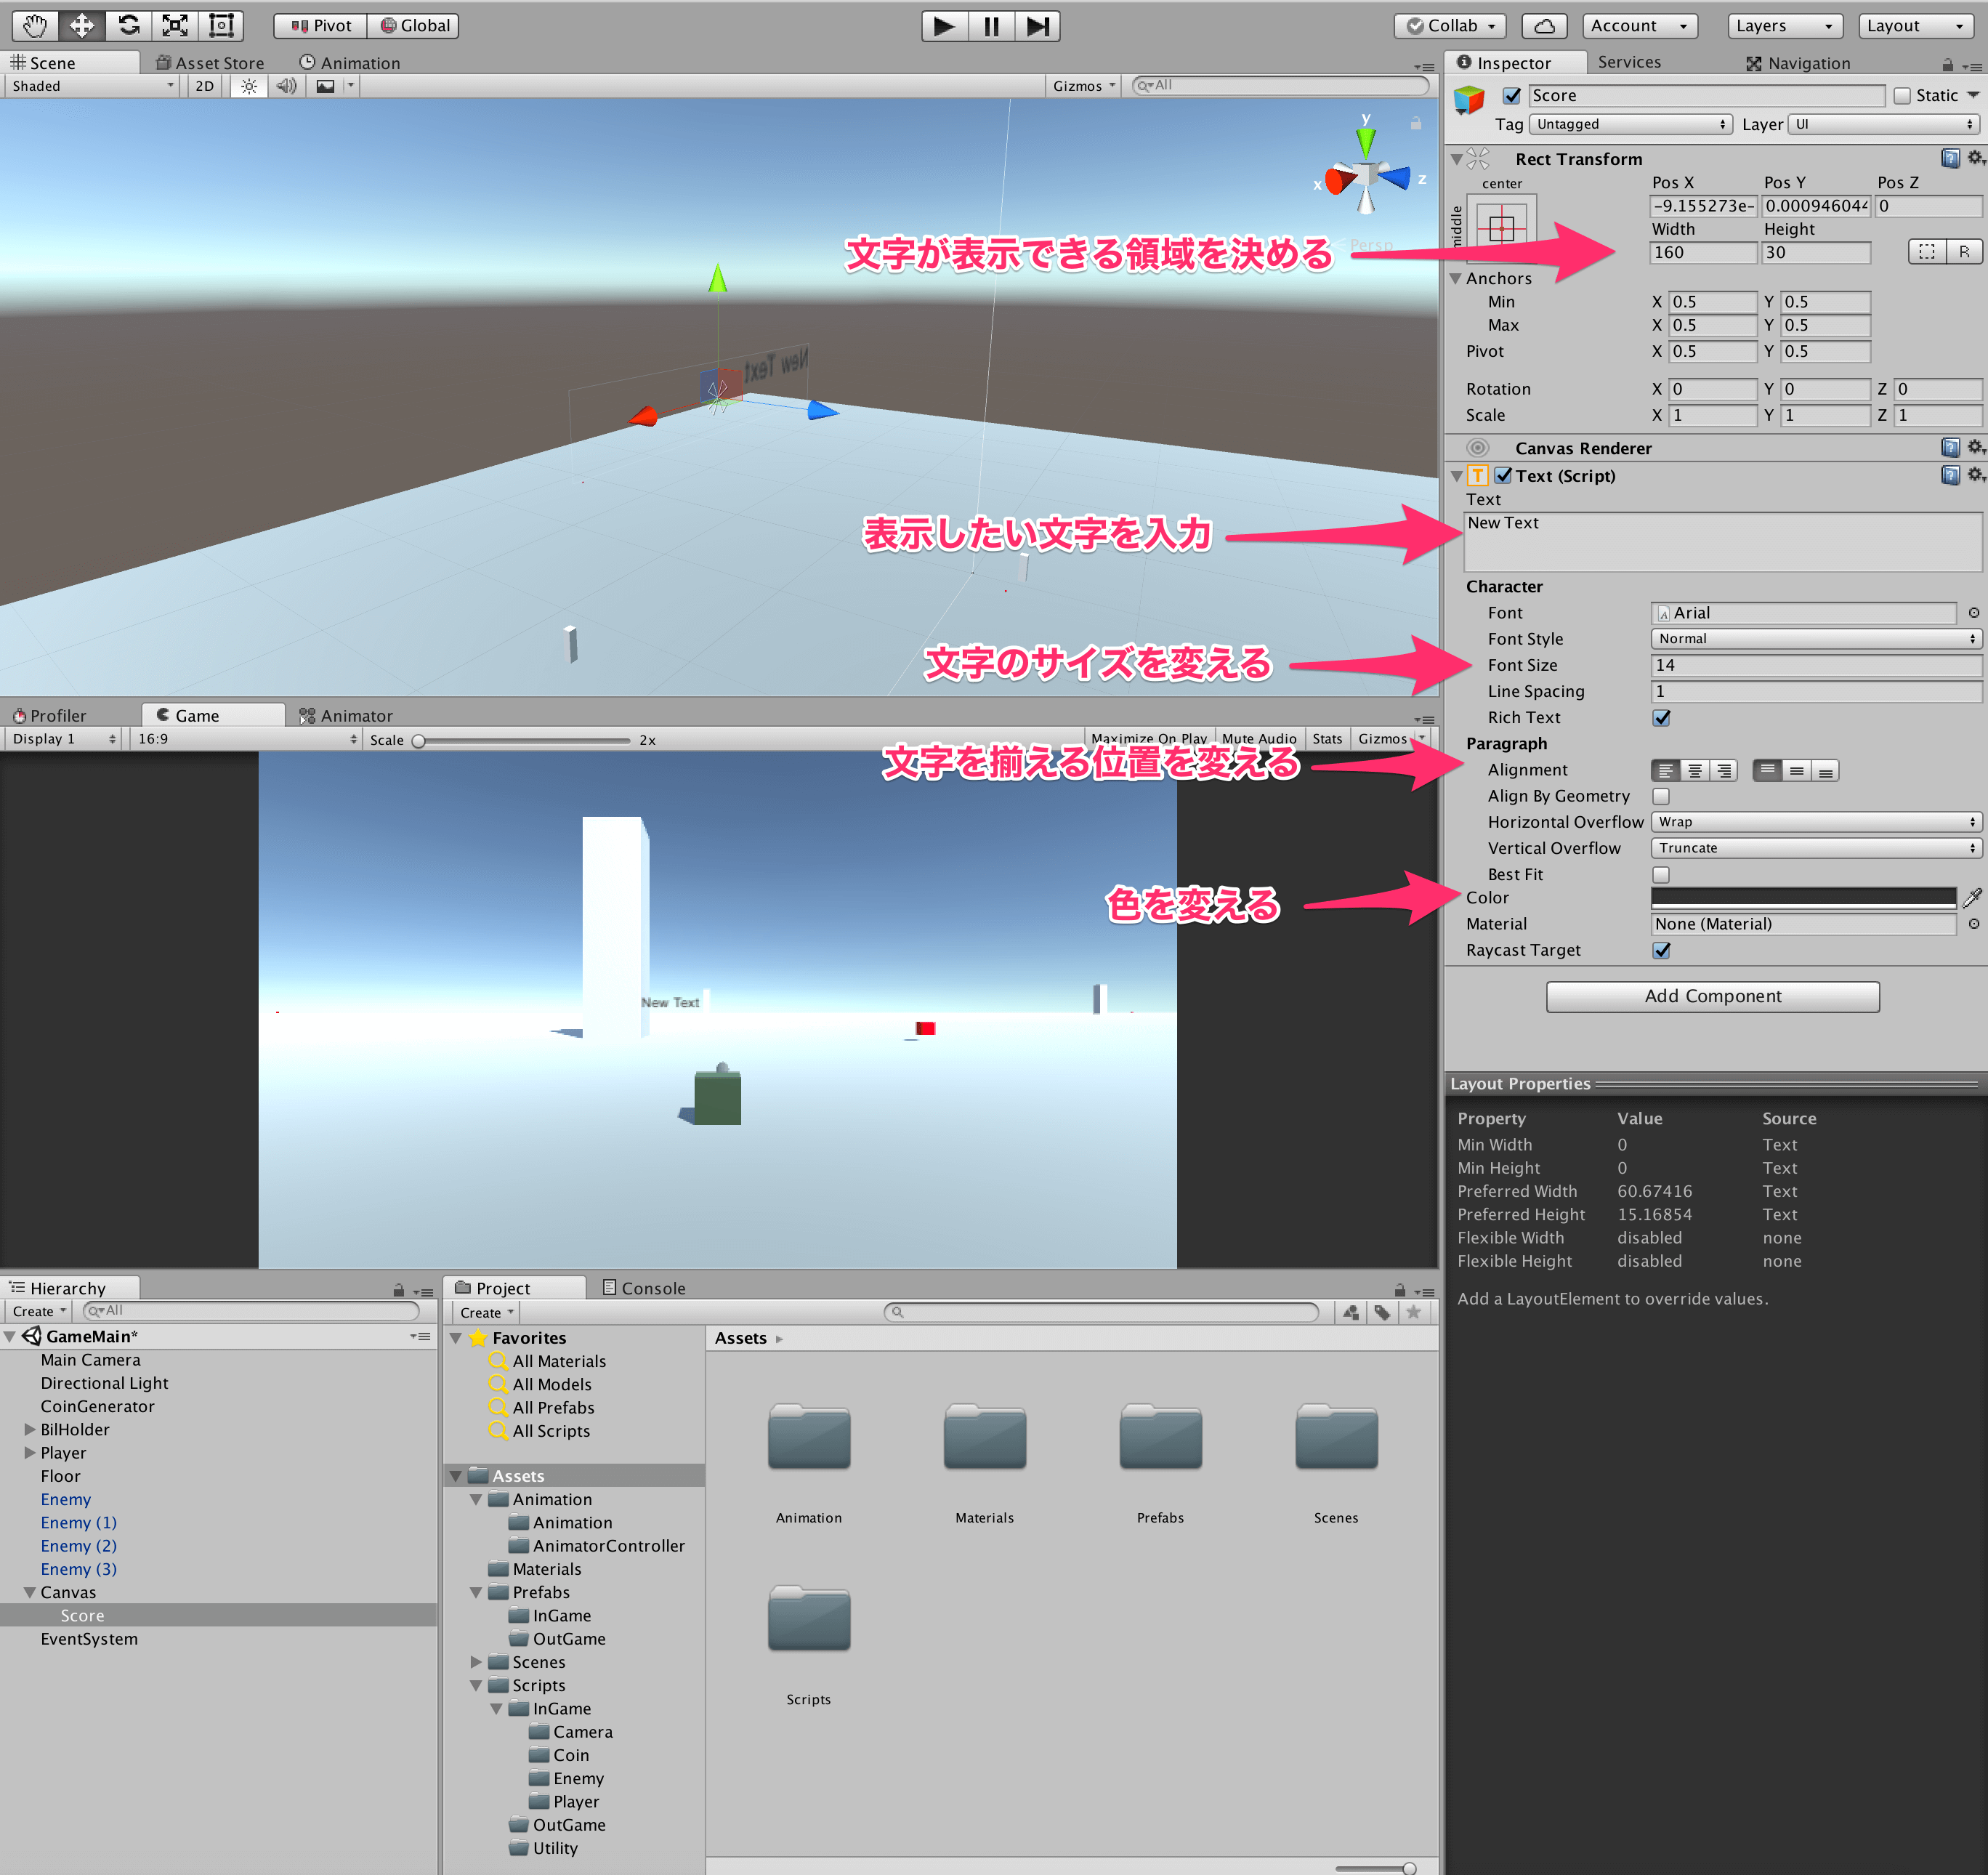 Pivot Global Collab Account Layers Layout
Scene Asset Store Animation
Shaded 2D Gizmos All
y
x z
Persp
文字が表示できる領域を決める
New Text
表示したい文字を入力
文字のサイズを変える
Profiler Game Animator
Display 1 16:9 Scale 2x Maximize On Play Mute Audio Stats Gizmos
文字を揃える位置を変える
色を変える
New Text
Inspector Services Navigation
Score Static
Tag Untagged Layer UI
Rect Transform
center
middle
Pos X Pos Y Pos Z
-9.155273e- 0.000946044 0
Width Height
160 30 R
Anchors
Min X 0.5 Y 0.5
Max X 0.5 Y 0.5
Pivot X 0.5 Y 0.5
Rotation X 0 Y 0 Z 0
Scale X 1 Y 1 Z 1
Canvas Renderer
T Text (Script)
Text
New Text
Character
Font Arial
Font Style Normal
Font Size 14
Line Spacing 1
Rich Text
Paragraph
Alignment
Align By Geometry
Horizontal Overflow Wrap
Vertical Overflow Truncate
Best Fit
Color
Material None (Material)
Raycast Target
Add Component
Layout Properties
Property Value Source
Min Width 0 Text
Min Height 0 Text
Preferred Width 60.67416 Text
Preferred Height 15.16854 Text
Flexible Width disabled none
Flexible Height disabled none
Add a LayoutElement to override values.
Hierarchy
Create All
GameMain*
Main Camera
Directional Light
CoinGenerator
BilHolder
Player
Floor
Enemy
Enemy (1)
Enemy (2)
Enemy (3)
Canvas
Score
EventSystem
Project Console
Create
Favorites
All Materials
All Models
All Prefabs
All Scripts
Assets
Animation
Animation
AnimatorController
Materials
Prefabs
InGame
OutGame
Scenes
Scripts
InGame
Camera
Coin
Enemy
Player
OutGame
Utility
Assets
Animation Materials Prefabs Scenes
Scripts